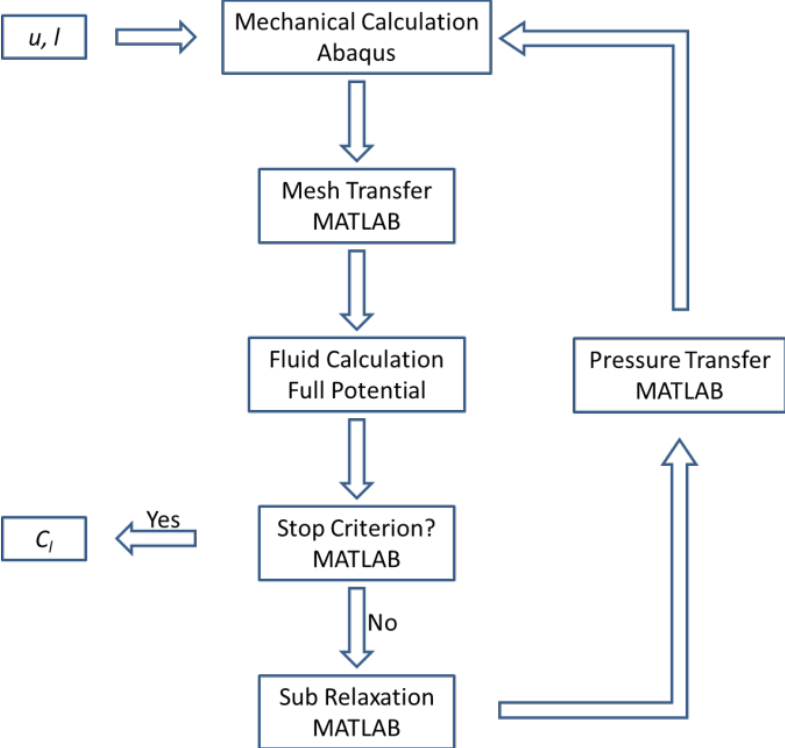 u, l
Mechanical Calculation
Abaqus
Mesh Transfer
MATLAB
Fluid Calculation
Full Potential
Pressure Transfer
MATLAB
Yes
Cl
Stop Criterion?
MATLAB
No
Sub Relaxation
MATLAB